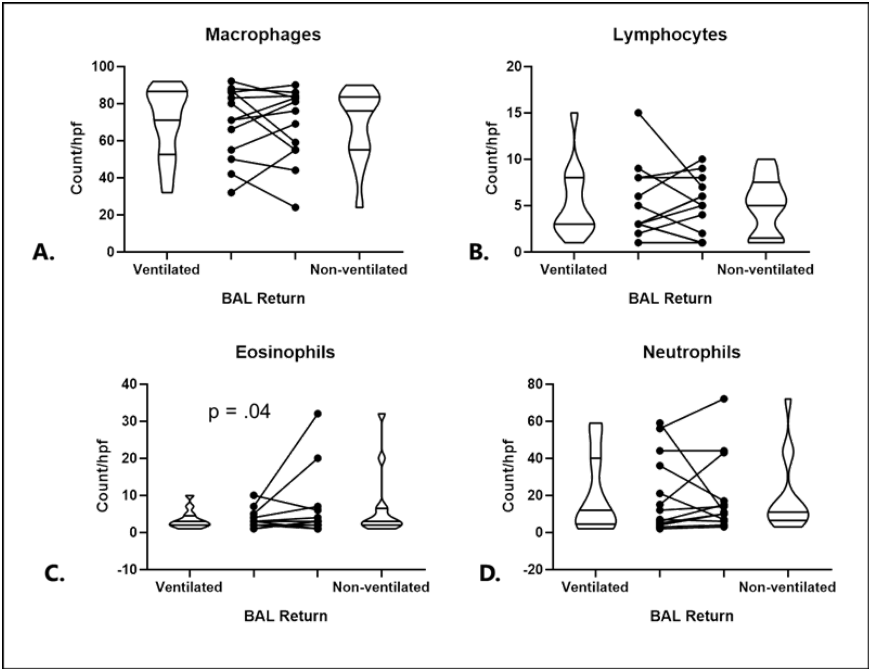 Macrophages
Count/hpf
100
80
60
40
20
0
Ventilated
Non-ventilated
BAL Return
A.
Lymphocytes
Count/hpf
20
15
10
5
0
Ventilated
Non-ventilated
BAL Return
B.
Eosinophils
p = .04
Count/hpf
40
30
20
10
0
-10
Ventilated
Non-ventilated
BAL Return
C.
Neutrophils
Count/hpf
80
60
40
20
0
-20
Ventilated
Non-ventilated
BAL Return
D.